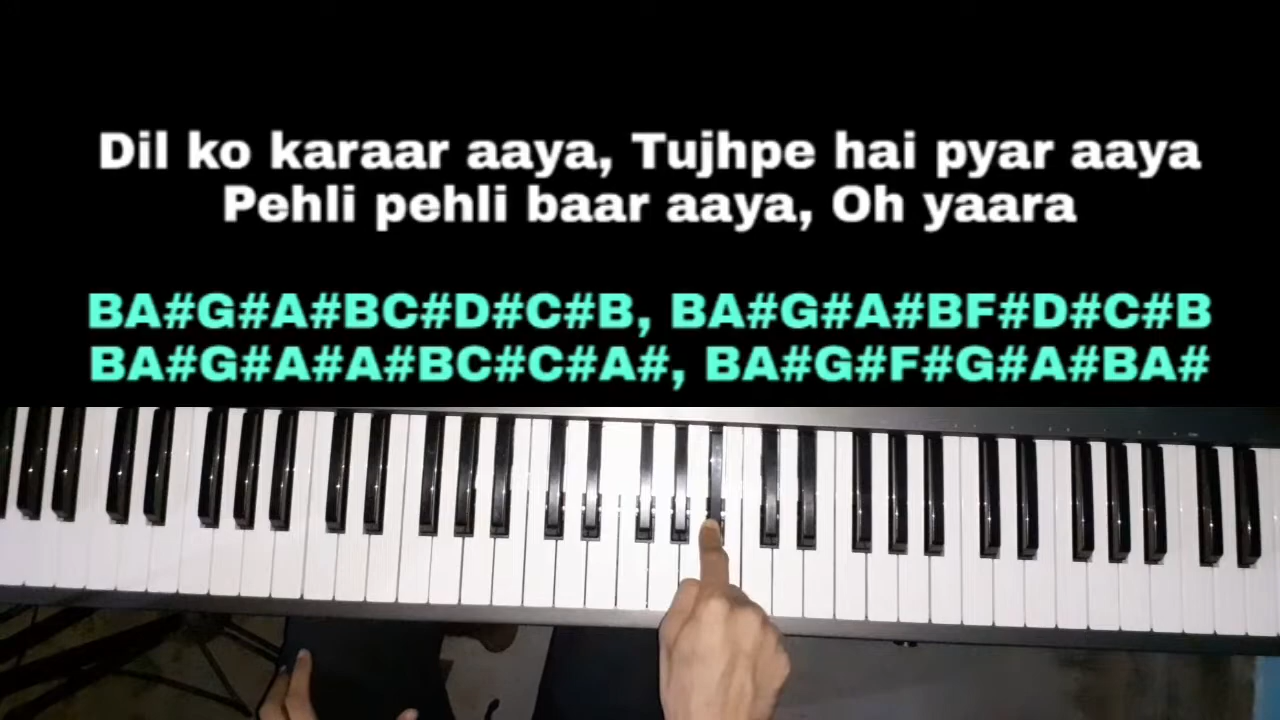 Dil ko karaar aaya, Tujhpe hai pyar aaya
Pehli pehli baar aaya, Oh yaara
BA#G#A#BC#D#C#B, BA#G#A#BF#D#C#B
BA#G#A#A#BC#C#A#, BA#G#F#G#A#BA#